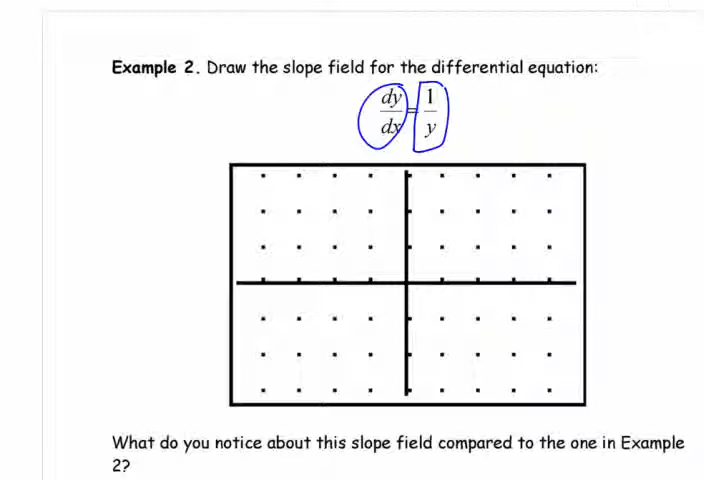 Example 2. Draw the slope field for the differential equation:
dy/dx = 1/y
What do you notice about this slope field compared to the one in Example
2?